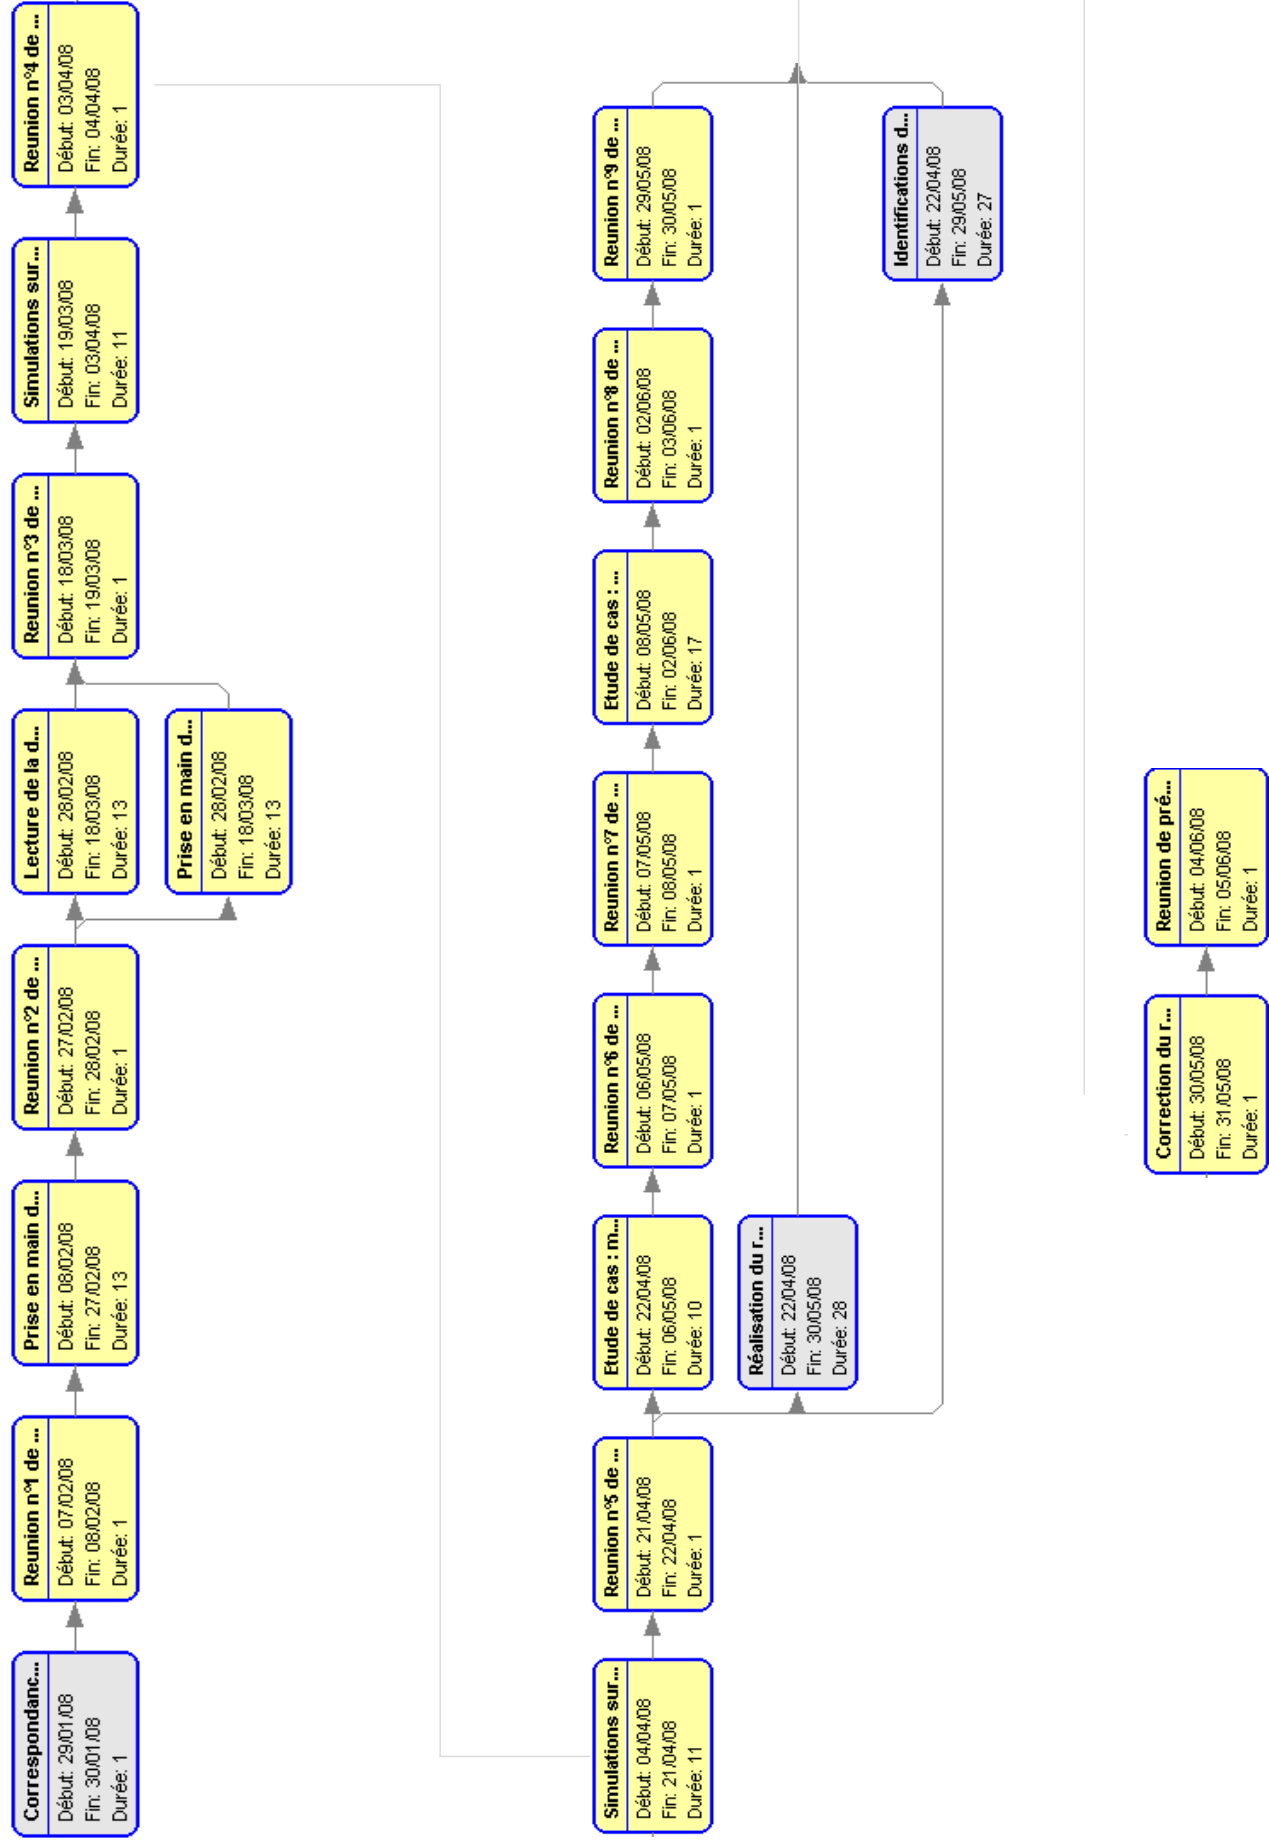 Correspondanc...
Début: 29/01/08
Fin: 30/01/08
Durée: 1
Reunion n°1 de ...
Début: 07/02/08
Fin: 08/02/08
Durée: 1
Prise en main d...
Début: 08/02/08
Fin: 27/02/08
Durée: 13
Reunion n°2 de ...
Début: 27/02/08
Fin: 28/02/08
Durée: 1
Lecture de la d...
Début: 28/02/08
Fin: 18/03/08
Durée: 13
Prise en main d...
Début: 28/02/08
Fin: 18/03/08
Durée: 13
Reunion n°3 de ...
Début: 18/03/08
Fin: 19/03/08
Durée: 1
Simulations sur...
Début: 19/03/08
Fin: 03/04/08
Durée: 11
Reunion n°4 de ...
Début: 03/04/08
Fin: 04/04/08
Durée: 1
Simulations sur...
Début: 04/04/08
Fin: 21/04/08
Durée: 11
Reunion n°5 de ...
Début: 21/04/08
Fin: 22/04/08
Durée: 1
Etude de cas : m...
Début: 22/04/08
Fin: 06/05/08
Durée: 10
Réalisation du r...
Début: 22/04/08
Fin: 30/05/08
Durée: 28
Reunion n°6 de ...
Début: 06/05/08
Fin: 07/05/08
Durée: 1
Reunion n°7 de ...
Début: 07/05/08
Fin: 08/05/08
Durée: 1
Etude de cas : ...
Début: 08/05/08
Fin: 02/06/08
Durée: 17
Reunion n°8 de ...
Début: 02/06/08
Fin: 03/06/08
Durée: 1
Reunion n°9 de ...
Début: 29/05/08
Fin: 30/05/08
Durée: 1
Identifications d...
Début: 22/04/08
Fin: 29/05/08
Durée: 27
Correction du r...
Début: 30/05/08
Fin: 31/05/08
Durée: 1
Reunion de pré...
Début: 04/06/08
Fin: 05/06/08
Durée: 1